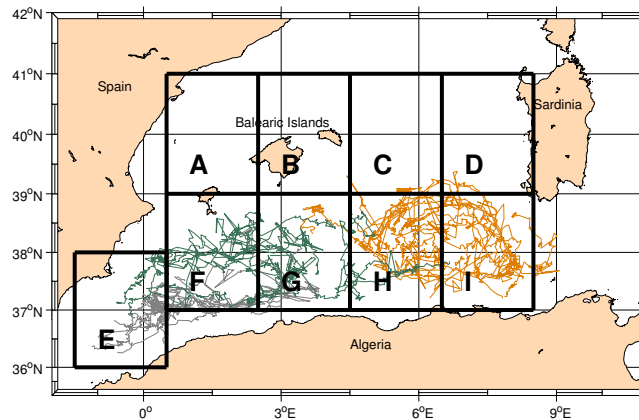 42°N
41°N
40°N
39°N
38°N
37°N
36°N
Spain
Sardinia
Balearic Islands
A B C D
F G H I
E
Algeria
0° 3°E 6°E 9°E